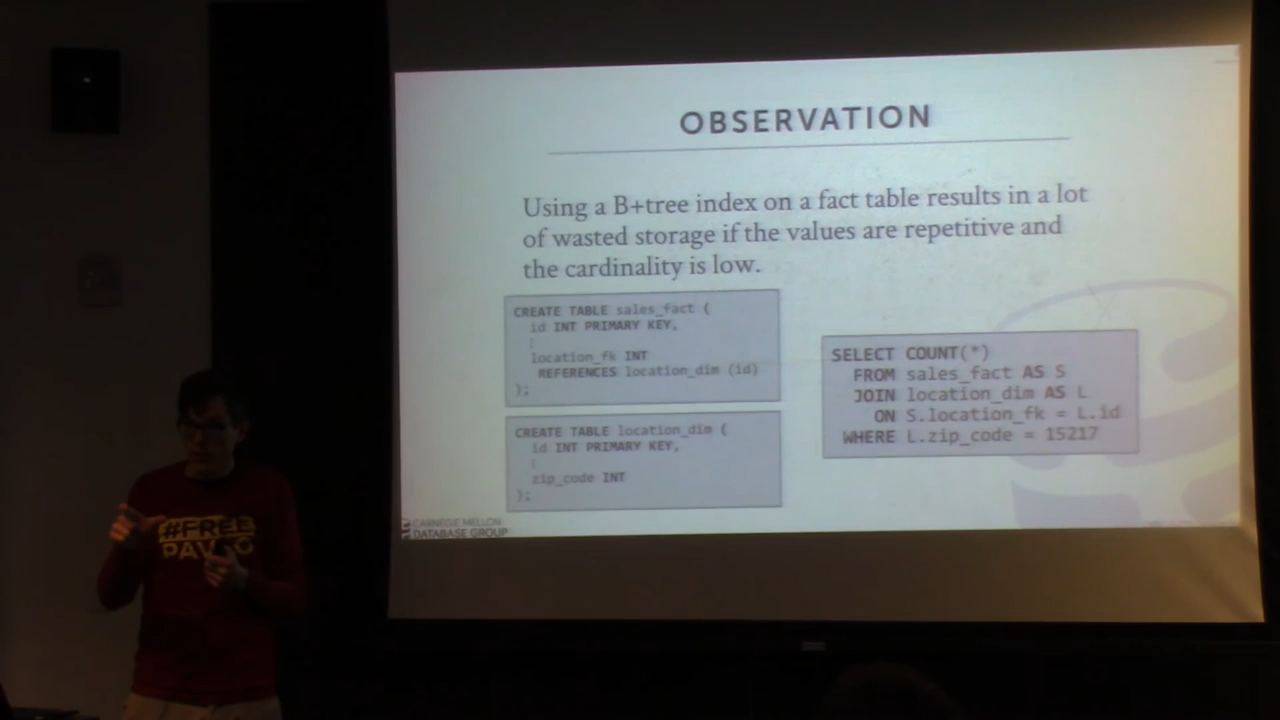 OBSERVATION
Using a B+tree index on a fact table results in a lot
of wasted storage if the values are repetitive and
the cardinality is low.
CREATE TABLE sales_fact (
id INT PRIMARY KEY,
⋮
location_fk INT
REFERENCES location_dim (id)
);
CREATE TABLE location_dim (
id INT PRIMARY KEY,
⋮
zip_code INT
);
SELECT COUNT(*)
FROM sales_fact AS S
JOIN location_dim AS L
ON S.location_fk = L.id
WHERE L.zip_code = 15217
CARNEGIE MELLON
DATABASE GROUP
#FREE